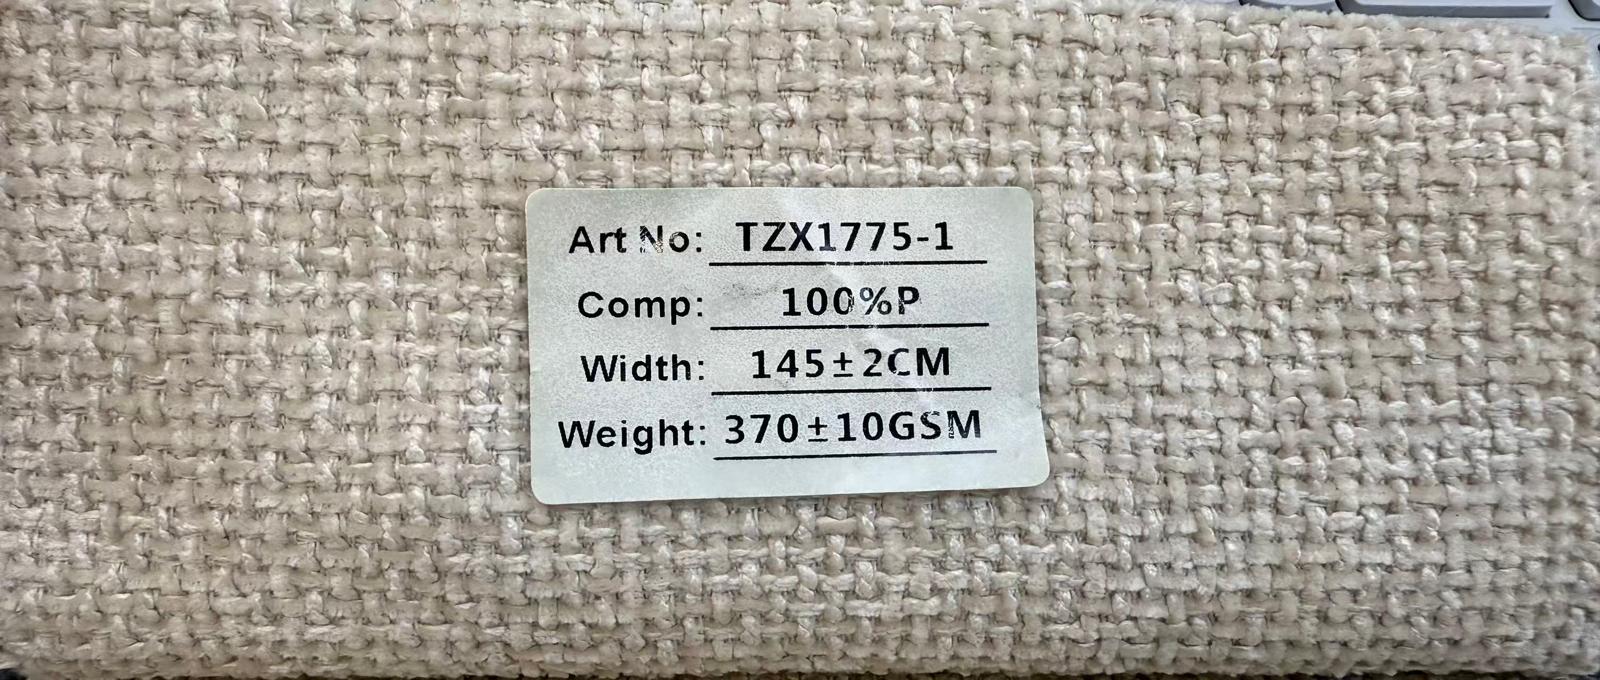 Art No: TZX1775-1
Comp: 100%P
Width: 145±2CM
Weight: 370±10GSM